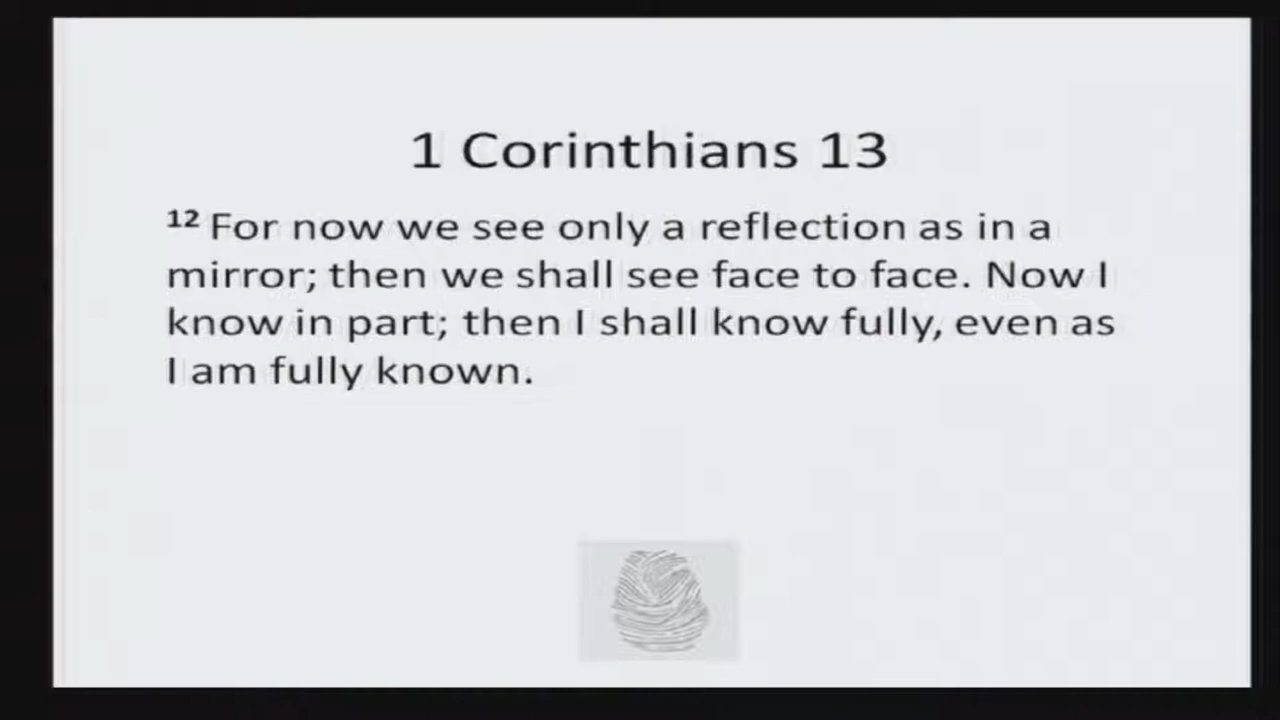 1 Corinthians 13
12 For now we see only a reflection as in a
mirror; then we shall see face to face. Now I
know in part; then I shall know fully, even as
I am fully known.